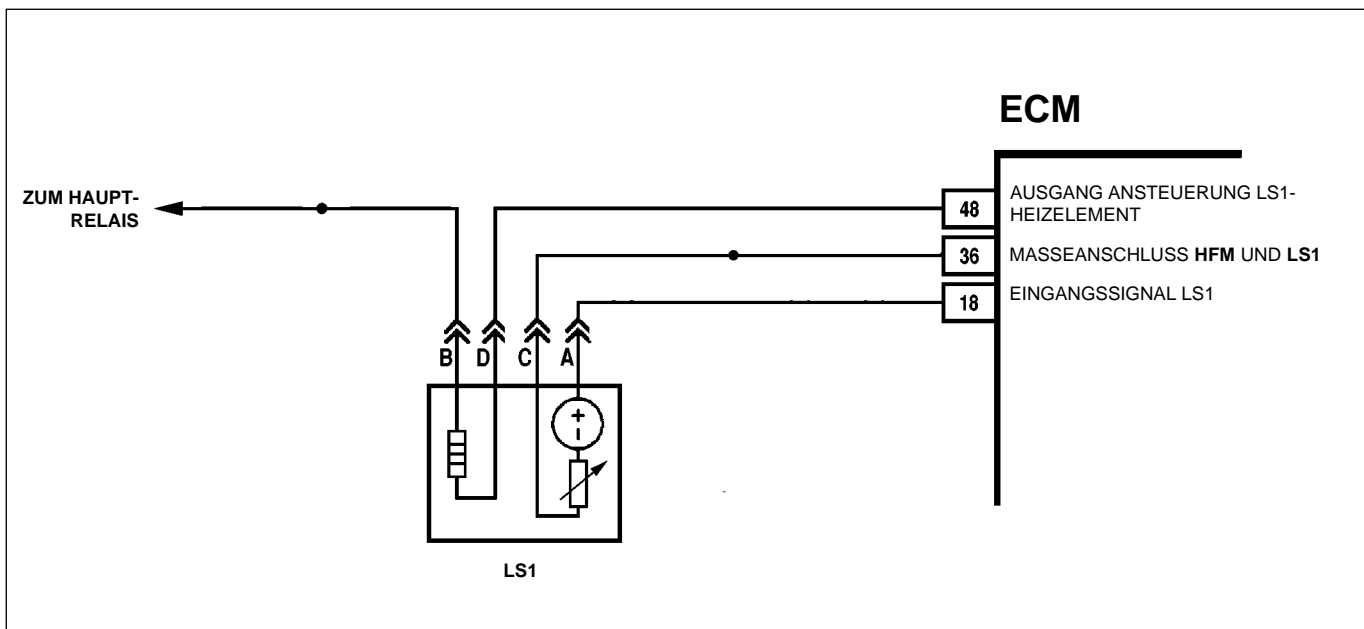 ECM
ZUM HAUPT-
RELAIS
48
AUSGANG ANSTEUERUNG LS1-
HEIZELEMENT
36
MASSEANSCHLUSS HFM UND LS1
18
EINGANGSSIGNAL LS1
B D C A
+
−
LS1